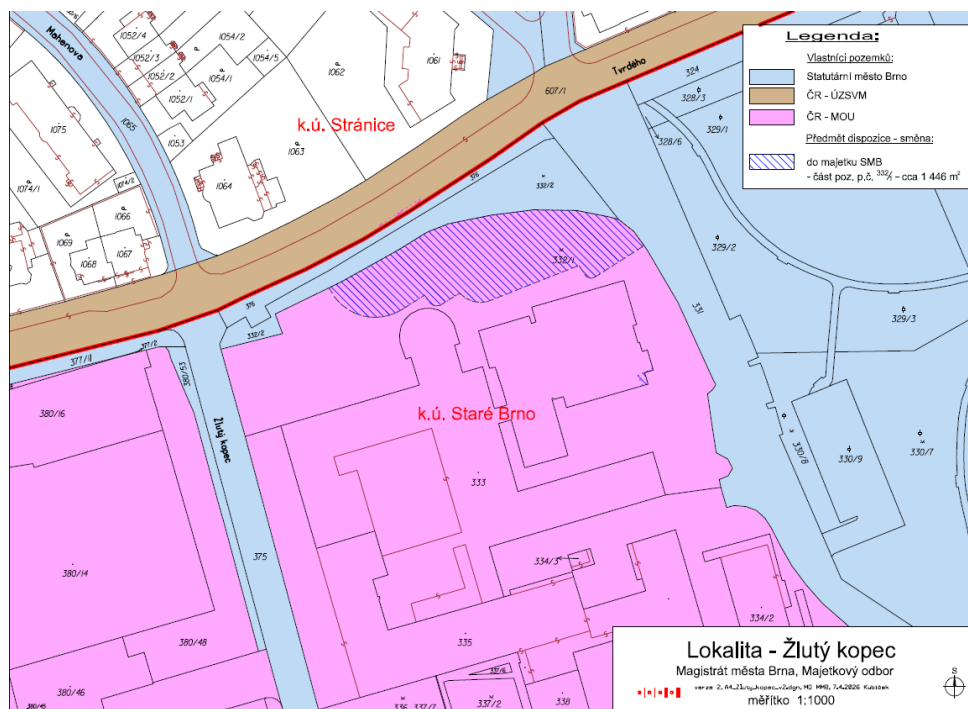 Legenda:
Vlastníci pozemků:
Statutární město Brno
ČR - ÚZSVM
ČR - MOU
Předmět dispozice - směna:
do majetku SMB
- část poz. p.č. 332/1 - cca 1 446 m²
Mahenova
1052/4
1052/3
1052/2
1052/1
1054/2
1054/5
1054/1
1053
1062
1061
1063
1064
1065
1075
1074/1
1074/2
1066
1069
1068
1067
k.ú. Stránice
Tvrdého
607/1
324
328/3
328/6
329/1
329/2
329/3
376
332/2
332/1
331
376
332/2
377/2
380/53
380/16
Žlutý kopec
k.ú. Staré Brno
333
330/8
330/9
330/7
375
380/14
380/48
380/46
334/3
334/2
335
337/2
338
336
Lokalita - Žlutý kopec
Magistrát města Brna, Majetkový odbor
měřítko 1:1000
S